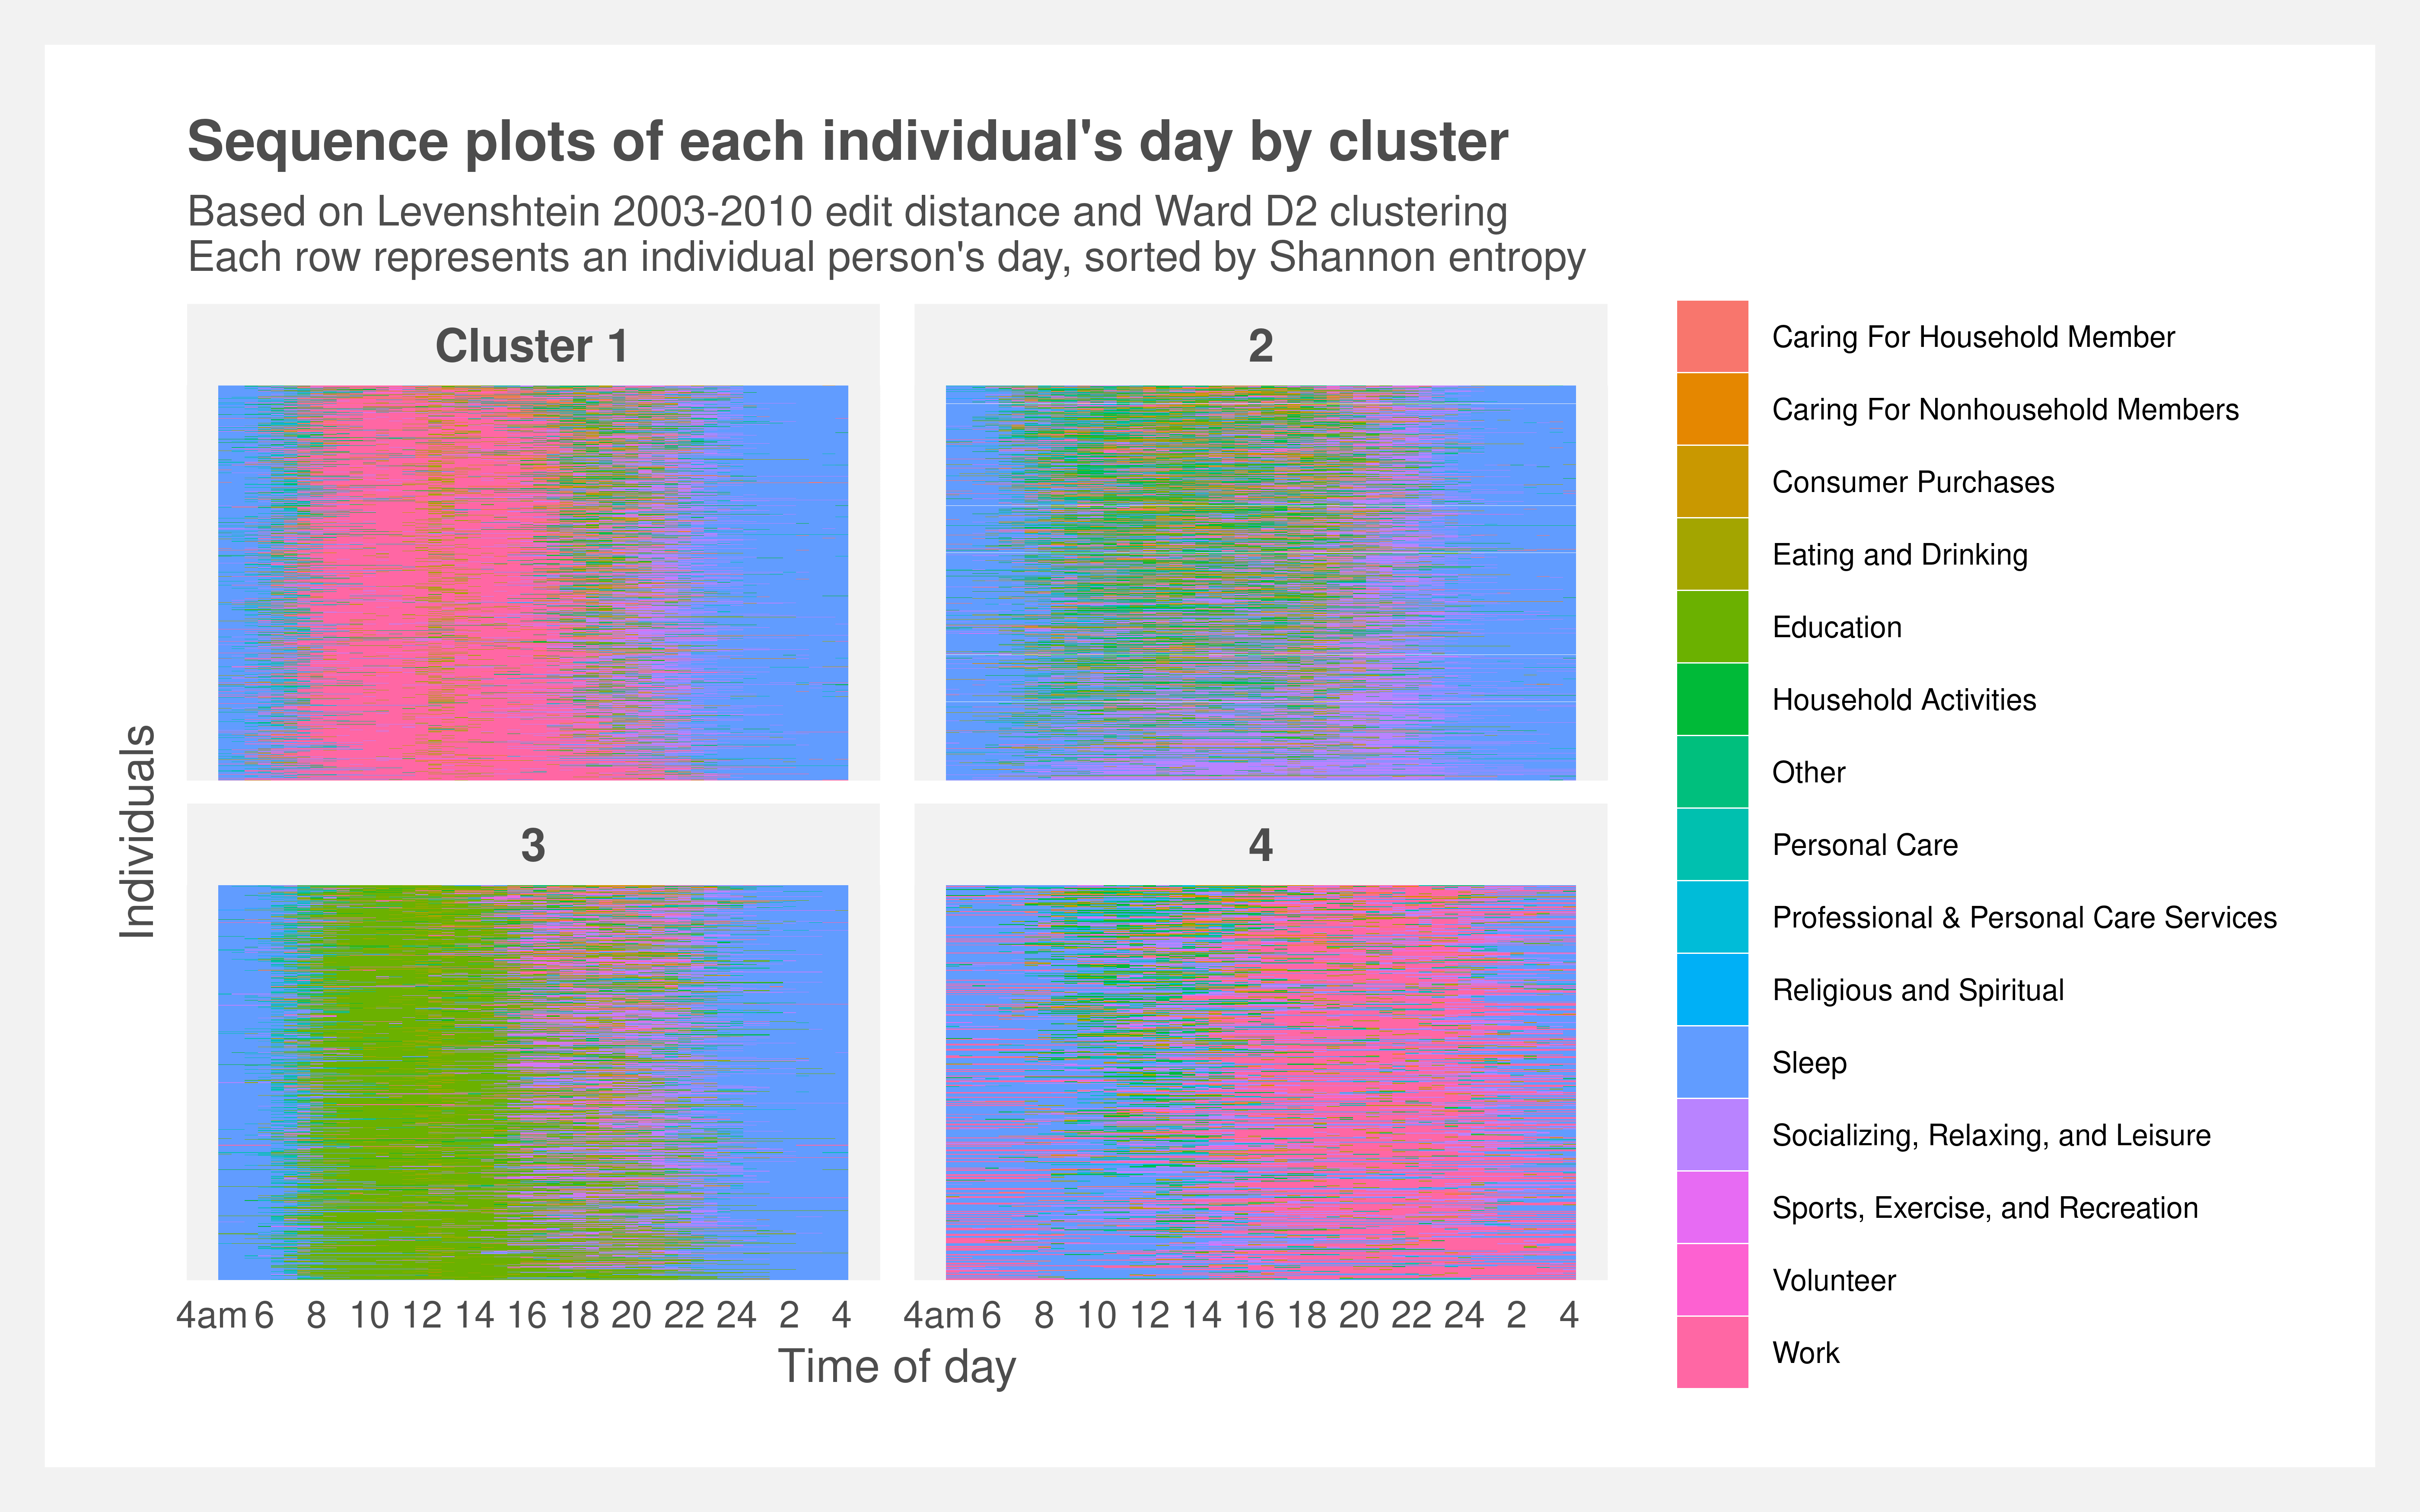 Sequence plots of each individual's day by cluster
Based on Levenshtein 2003-2010 edit distance and Ward D2 clustering
Each row represents an individual person's day, sorted by Shannon entropy
Cluster 1
2
3
4
Individuals
4am 6 8 10 12 14 16 18 20 22 24 2 4
4am 6 8 10 12 14 16 18 20 22 24 2 4
Time of day
Caring For Household Member
Caring For Nonhousehold Members
Consumer Purchases
Eating and Drinking
Education
Household Activities
Other
Personal Care
Professional & Personal Care Services
Religious and Spiritual
Sleep
Socializing, Relaxing, and Leisure
Sports, Exercise, and Recreation
Volunteer
Work